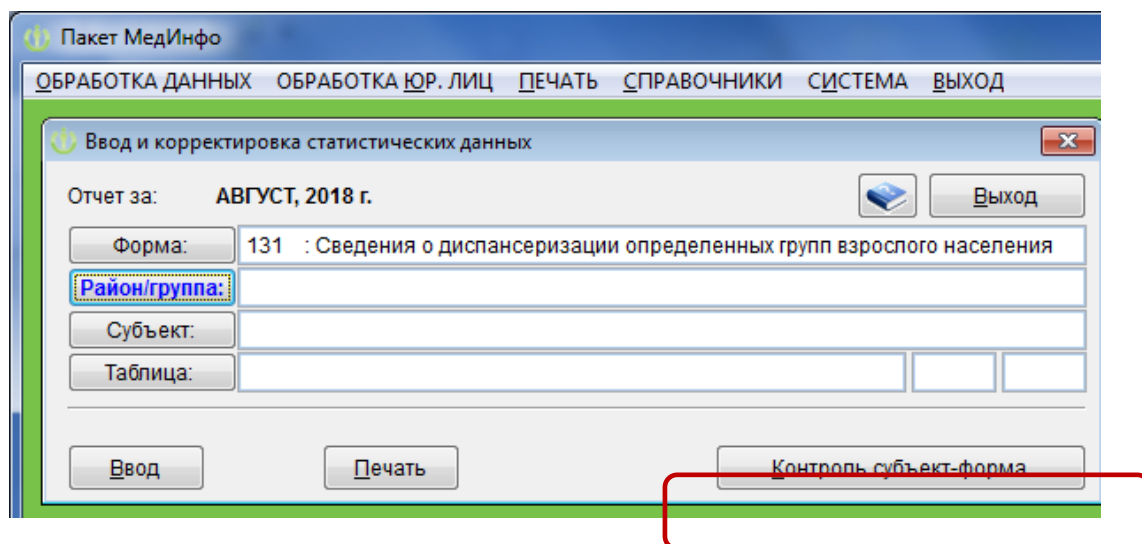 Пакет МедИнфо
ОБРАБОТКА ДАННЫХ ОБРАБОТКА ЮР. ЛИЦ ПЕЧАТЬ СПРАВОЧНИКИ СИСТЕМА ВЫХОД
Ввод и корректировка статистических данных
Отчет за: АВГУСТ, 2018 г. Выход
Форма: 131 : Сведения о диспансеризации определенных групп взрослого населения
Район/группа:
Субъект:
Таблица:
Ввод Печать Контроль субъект-форма